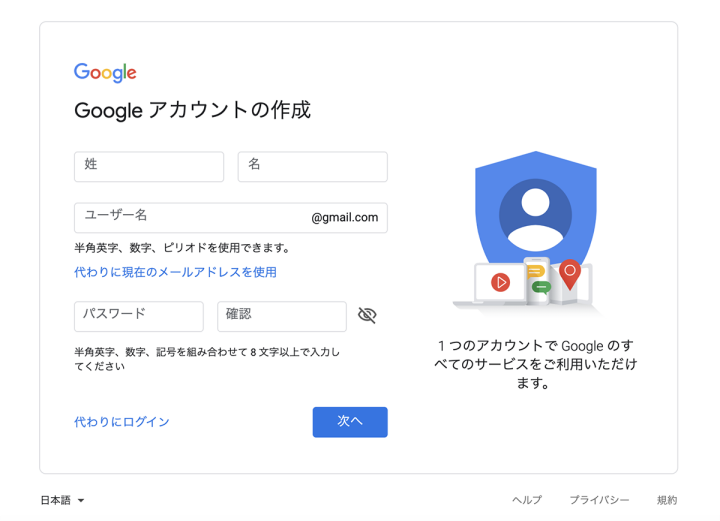 Google
Google アカウントの作成
姓
名
ユーザー名
@gmail.com
半角英字、数字、ピリオドを使用できます。
代わりに現在のメールアドレスを使用
パスワード
確認
半角英字、数字、記号を組み合わせて 8 文字以上で入力し
てください
代わりにログイン
次へ
1 つのアカウントで Google のす
べてのサービスをご利用いただけ
ます。
日本語
ヘルプ
プライバシー
規約